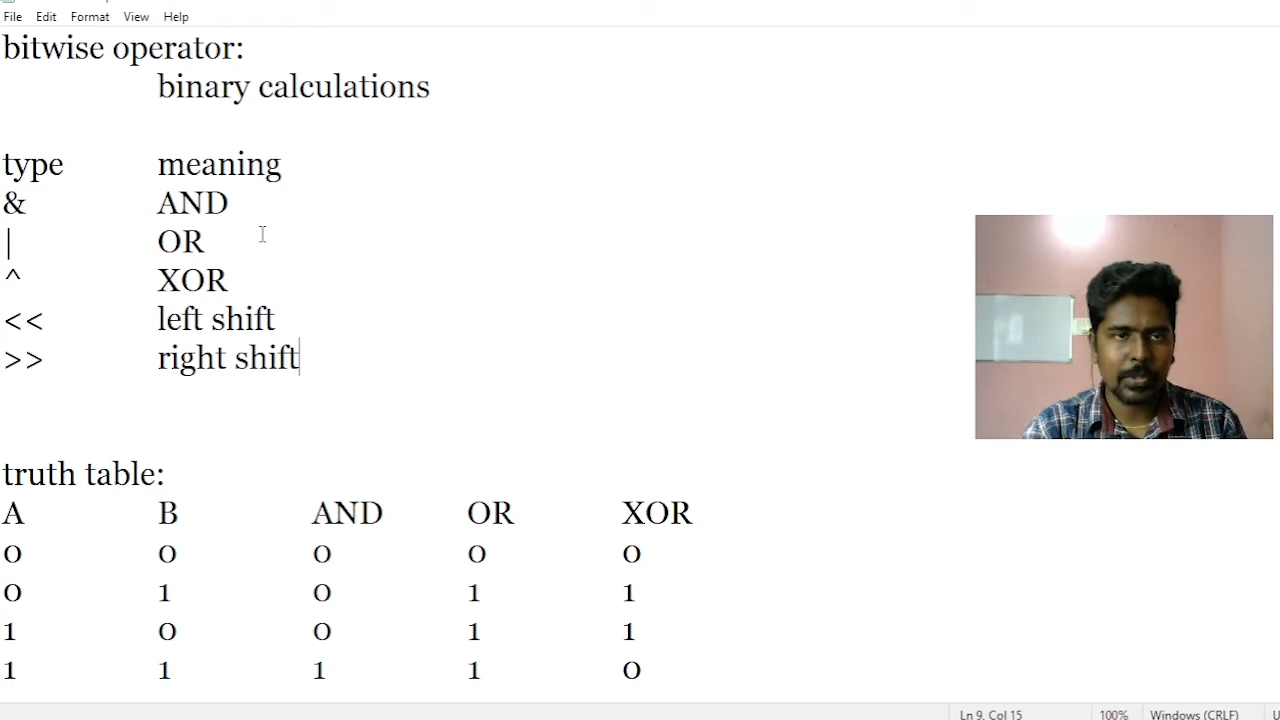 File Edit Format View Help
bitwise operator:
binary calculations
type meaning
& AND
| OR
^ XOR
<< left shift
>> right shift
truth table:
A B AND OR XOR
0 0 0 0 0
0 1 0 1 1
1 0 0 1 1
1 1 1 1 0
Ln 9, Col 15 100% Windows (CRLF)